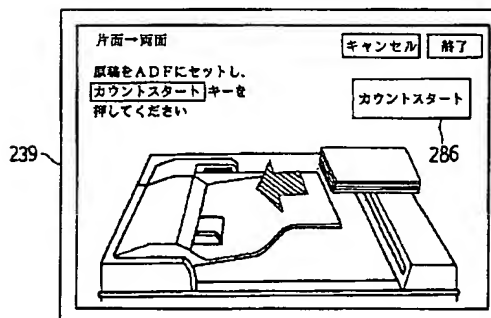 片面→両面
キャンセル 終了
原稿をADFにセットし、
カウントスタート キーを
押してください
カウントスタート
239
286